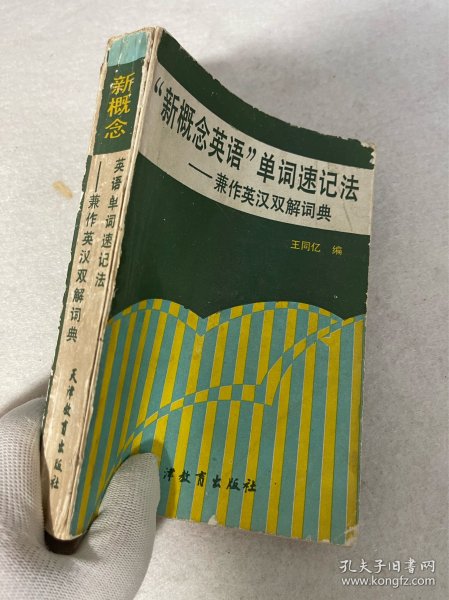 新概念
英语单词速记法
——兼作英汉双解词典
天津教育出版社
“新概念英语”单词速记法
——兼作英汉双解词典
王同亿 编
津教育出版社
孔夫子旧书网
www.kongfz.com